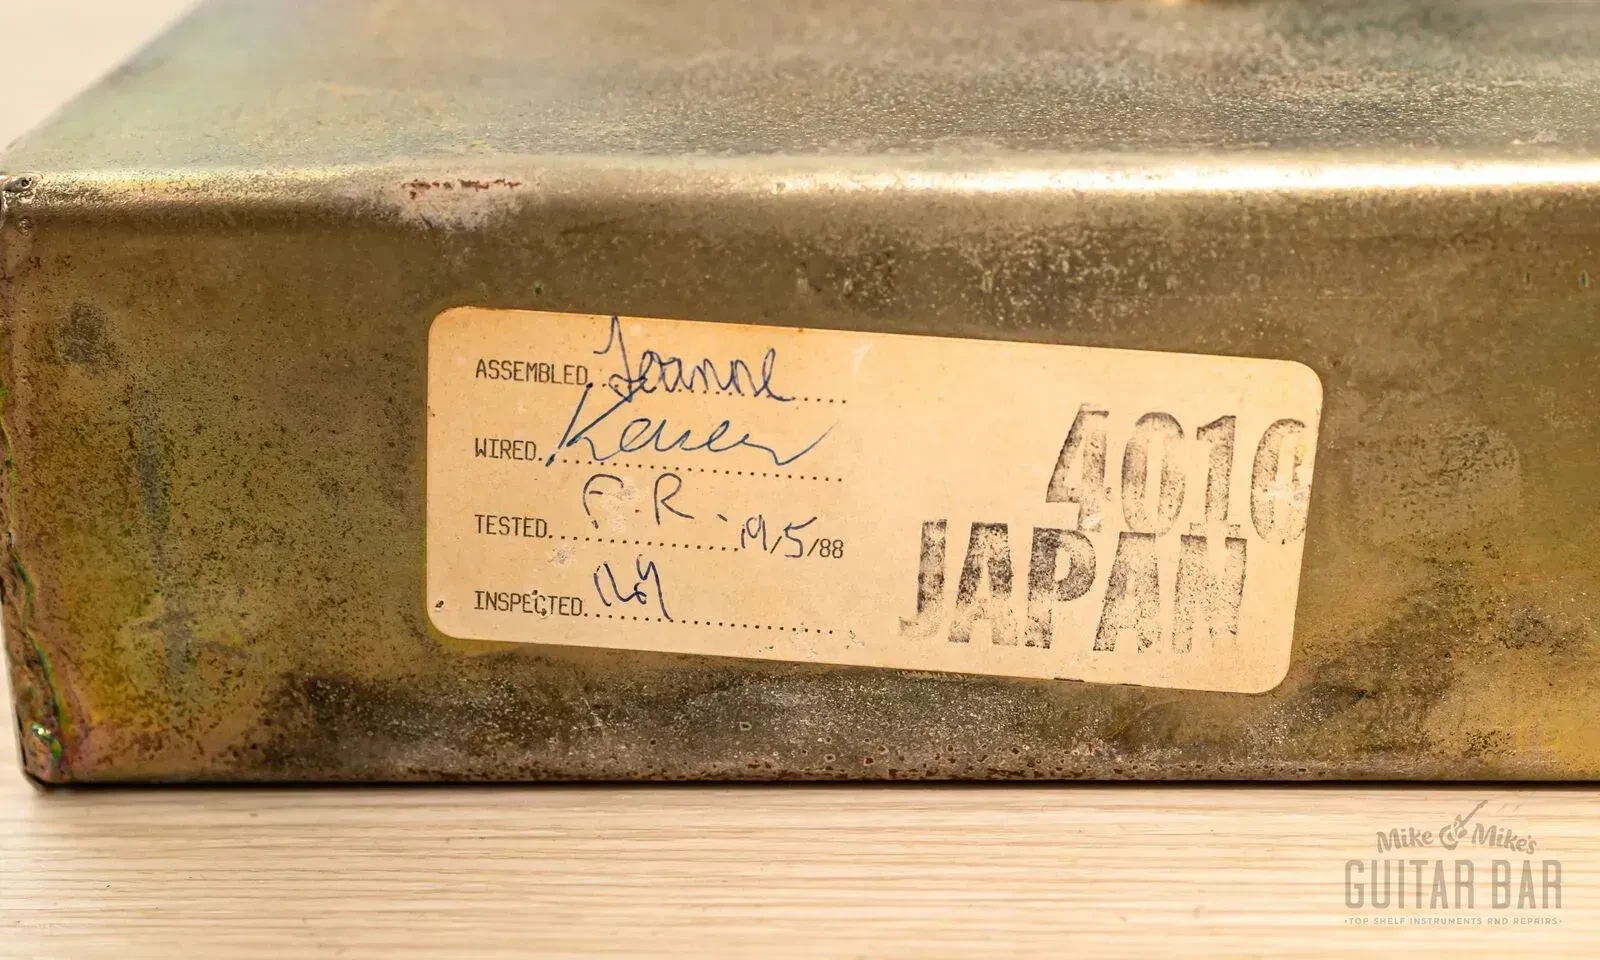 ASSEMBLED Joanne
WIRED Karen
TESTED F.R. 19/5/88
INSPECTED
4010
JAPAN
Mike & Mike's
GUITAR BAR
·TOP SHELF INSTRUMENTS AND REPAIRS·